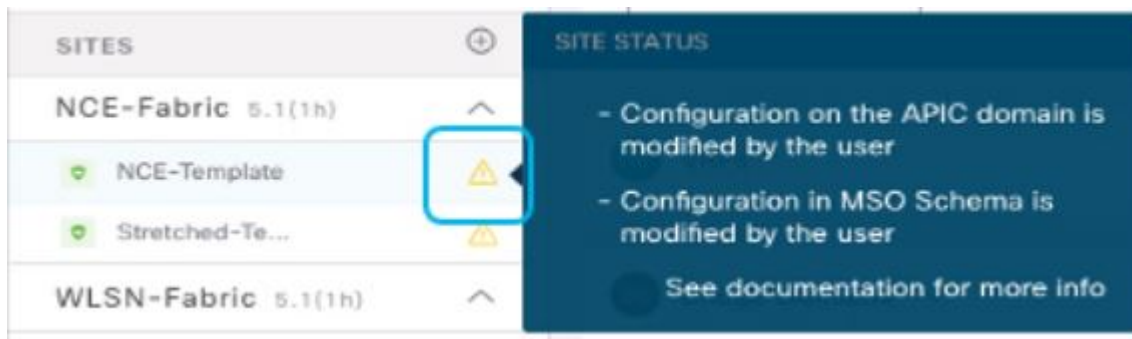 SITES
SITE STATUS
NCE-Fabric 5.1(1h)
- Configuration on the APIC domain is
modified by the user
NCE-Template
- Configuration in MSO Schema is
modified by the user
Stretched-Te...
See documentation for more info
WLSN-Fabric 5.1(1h)